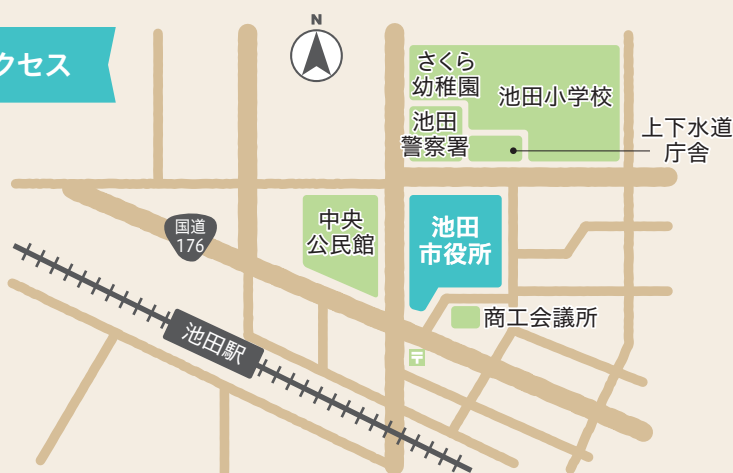 N
クセス
さくら
幼稚園
池田小学校
池田
警察署
上下水道
庁舎
国道
176
中央
公民館
池田
市役所
商工会議所
〒
池田駅